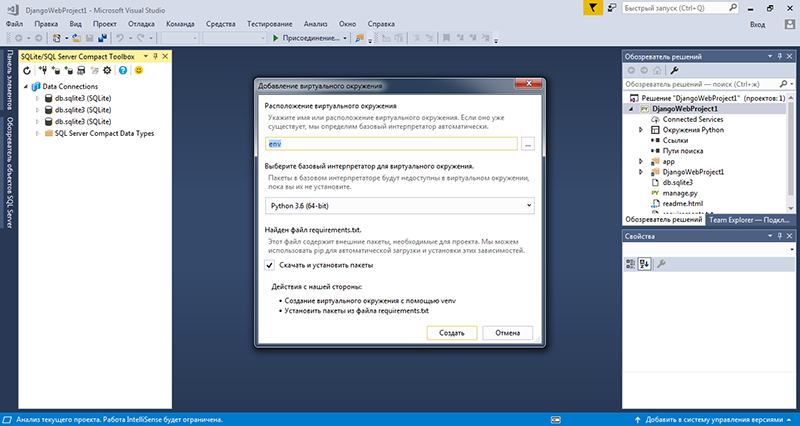 DjangoWebProject1 - Microsoft Visual Studio
Быстрый запуск (Ctrl+Q)
Файл Правка Вид Проект Отладка Команда Средства Тестирование Анализ Окно Справка
Вход
Присоединение...
Панель элементов
Обозреватель объектов SQL Server
SQLite/SQL Server Compact Toolbox
Data Connections
db.sqlite3 (SQLite)
db.sqlite3 (SQLite)
db.sqlite3 (SQLite)
SQL Server Compact Data Types
Добавление виртуального окружения
Расположение виртуального окружения
Укажите имя или расположение виртуального окружения. Если оно уже
существует, мы определим базовый интерпретатор автоматически.
env
...
Выберите базовый интерпретатор для виртуального окружения.
Пакеты в базовом интерпретаторе будут недоступны в виртуальном окружении,
пока вы их не установите.
Python 3.6 (64-bit)
Найден файл requirements.txt.
Этот файл содержит внешние пакеты, необходимые для проекта. Мы можем
использовать pip для автоматической загрузки и установки этих зависимостей.
Скачать и установить пакеты
Действия с нашей стороны:
• Создание виртуального окружения с помощью venv
• Установить пакеты из файла requirements.txt
Создать
Отмена
Обозреватель решений
Обозреватель решений — поиск (Ctrl+ж)
Решение "DjangoWebProject1" (проектов: 1)
DjangoWebProject1
Connected Services
Окружения Python
Ссылки
Пути поиска
app
DjangoWebProject1
db.sqlite3
manage.py
readme.html
requirements.txt
Обозреватель решений
Team Explorer — Подкл...
Свойства
Анализ текущего проекта. Работа IntelliSense будет ограничена.
Добавить в систему управления версиями